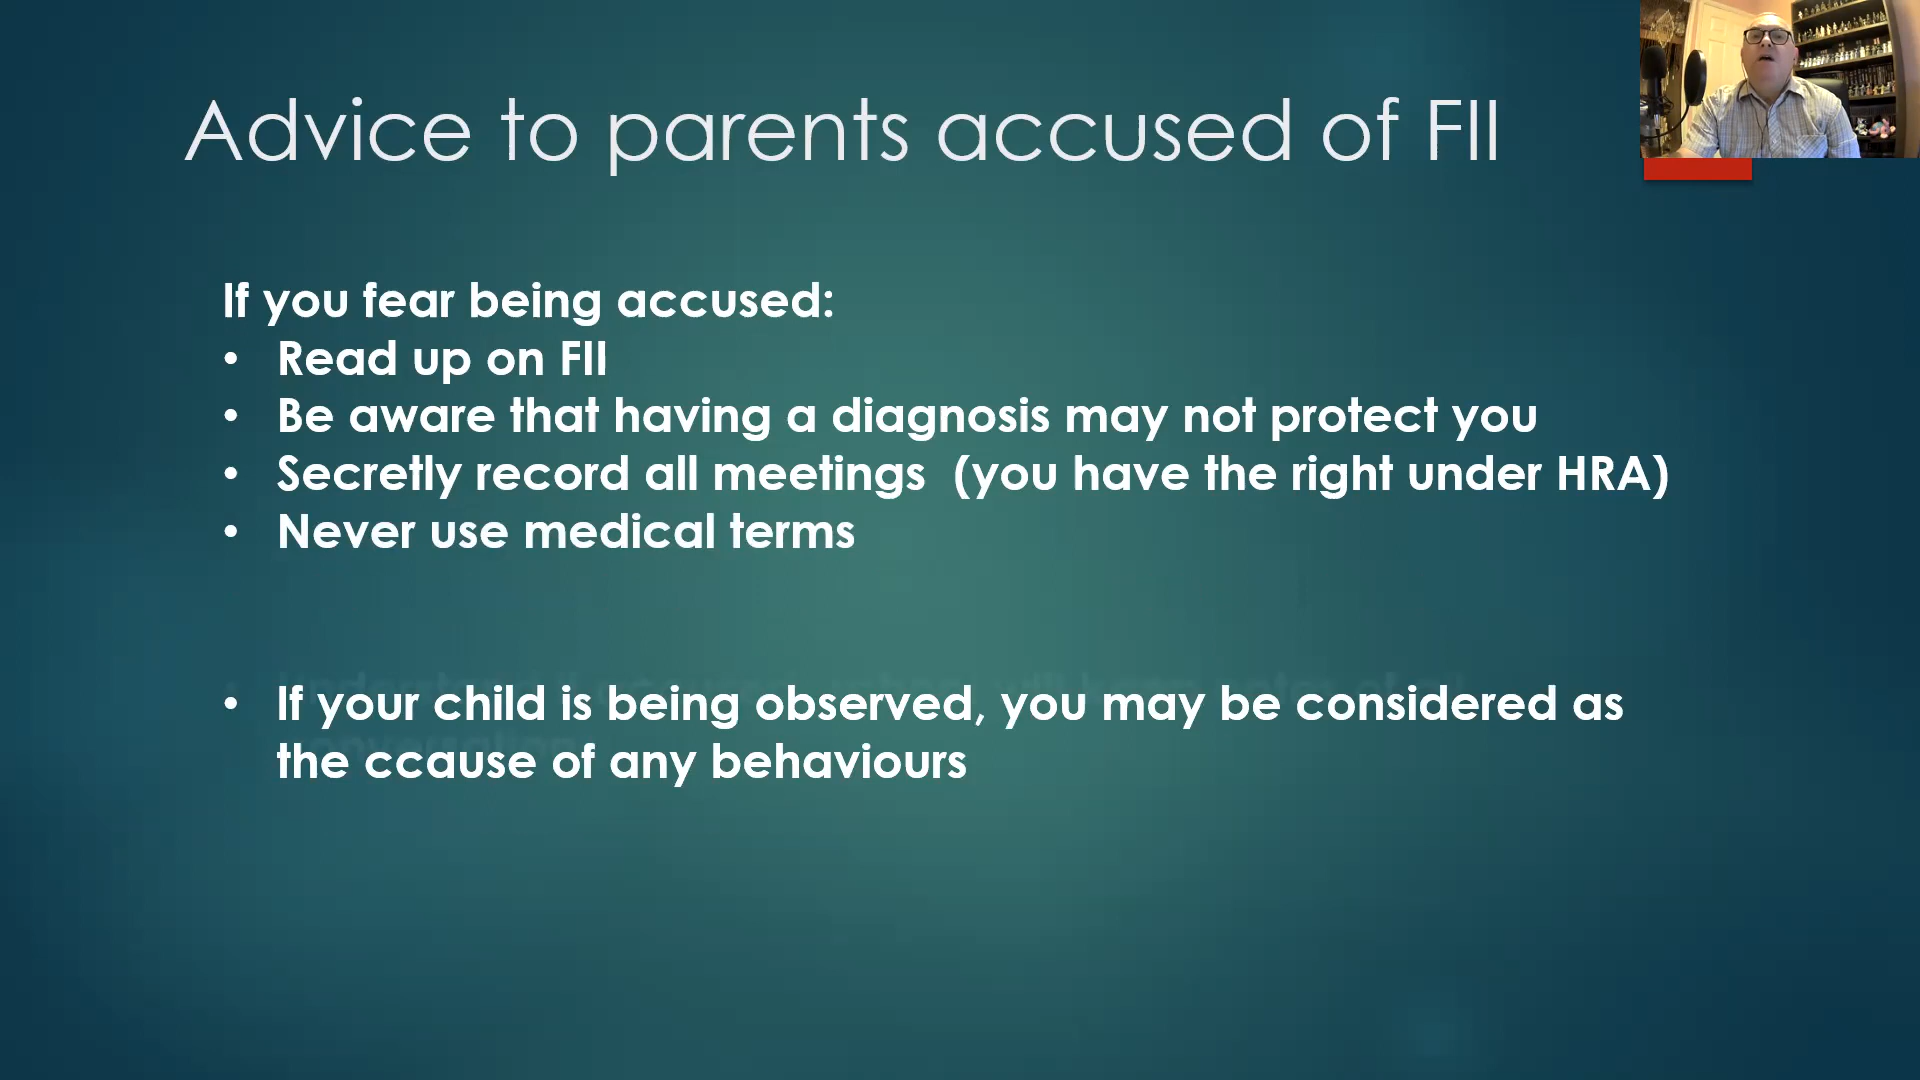 Advice to parents accused of FII
If you fear being accused:
• Read up on FII
• Be aware that having a diagnosis may not protect you
• Secretly record all meetings (you have the right under HRA)
• Never use medical terms
• If your child is being observed, you may be considered as
the ccause of any behaviours